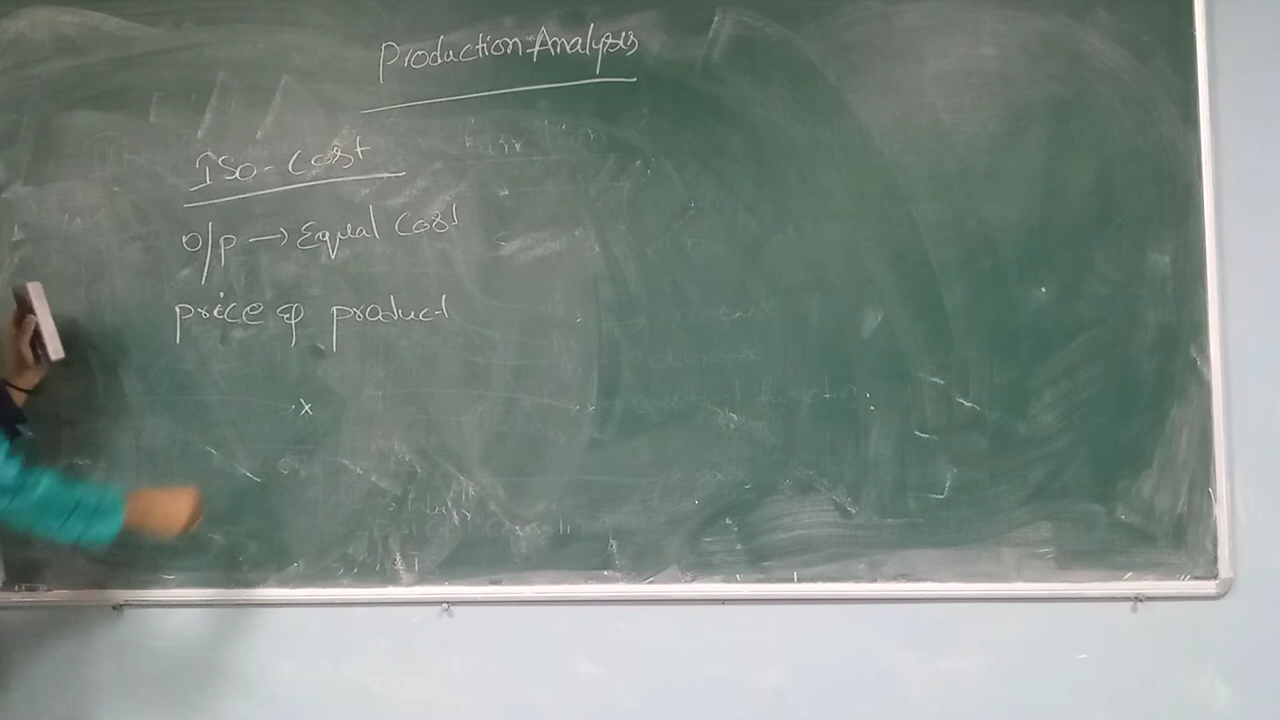 Production Analysis
Iso-Cost
o/p → Equal Cost
price of product
x